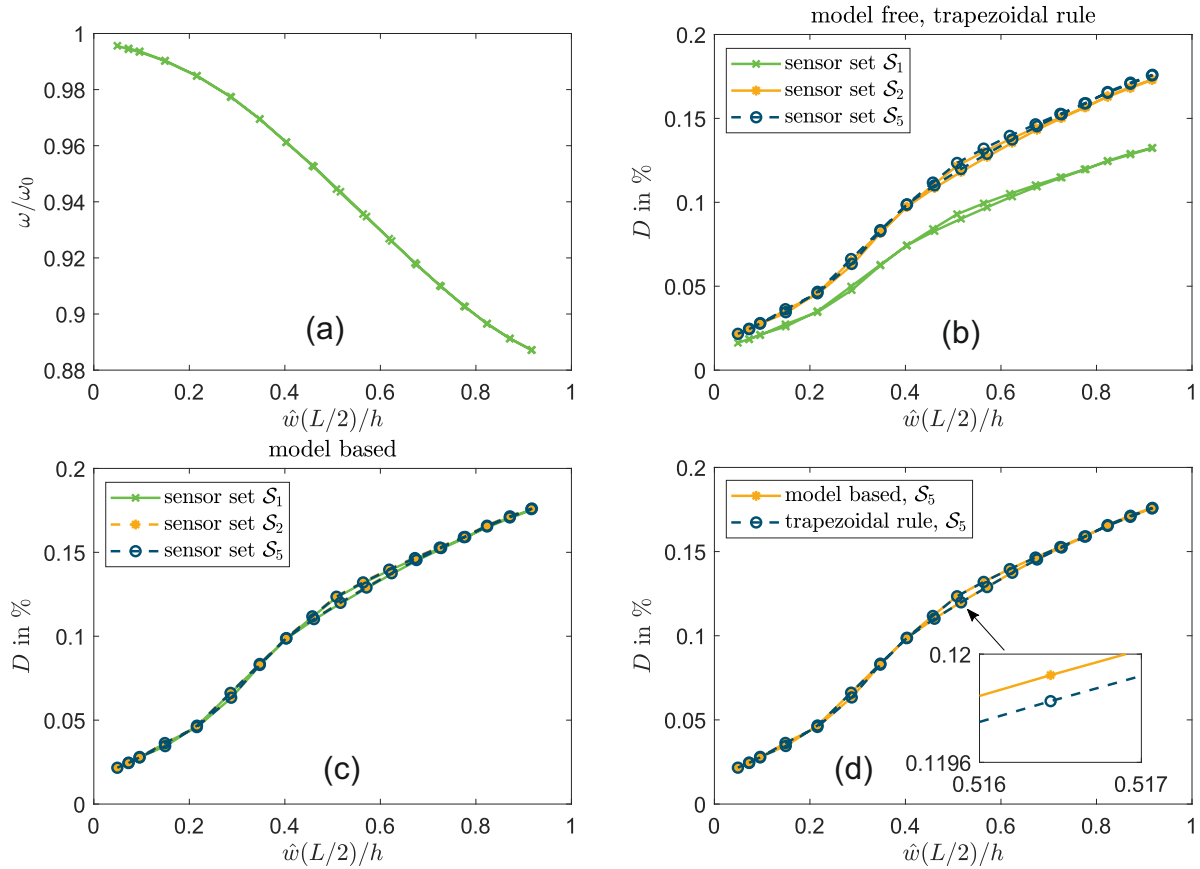 1
0.98
0.96
0.94
0.92
0.9
0.88
ω/ω₀
(a)
0
0.2
0.4
0.6
0.8
1
ŵ(L/2)/h
model free, trapezoidal rule
0.2
0.15
0.1
0.05
0
D in %
sensor set 𝒮₁
sensor set 𝒮₂
sensor set 𝒮₅
(b)
0
0.2
0.4
0.6
0.8
1
ŵ(L/2)/h
model based
0.2
0.15
0.1
0.05
0
D in %
sensor set 𝒮₁
sensor set 𝒮₂
sensor set 𝒮₅
(c)
0
0.2
0.4
0.6
0.8
1
ŵ(L/2)/h
0.2
0.15
0.1
0.05
0
D in %
model based, 𝒮₅
trapezoidal rule, 𝒮₅
0.12
0.1196
0.516
0.517
(d)
0
0.2
0.4
0.6
0.8
1
ŵ(L/2)/h